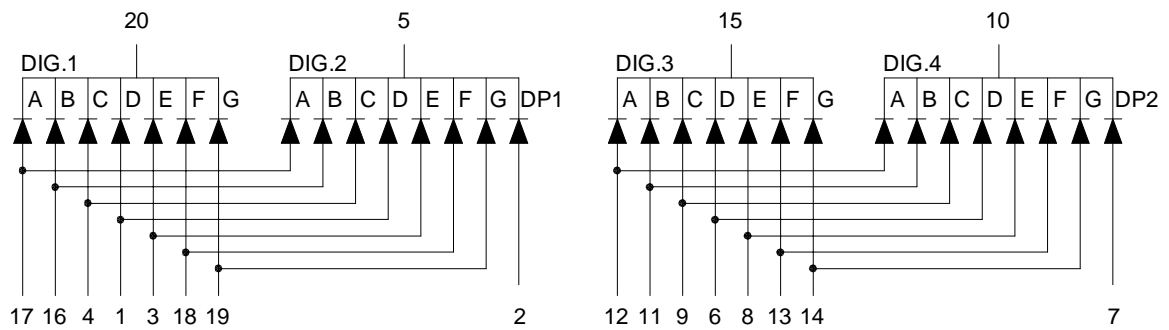 20 5 15 10
DIG.1 DIG.2 DIG.3 DIG.4
A B C D E F G A B C D E F G DP1 A B C D E F G A B C D E F G DP2
17 16 4 1 3 18 19 2 12 11 9 6 8 13 14 7